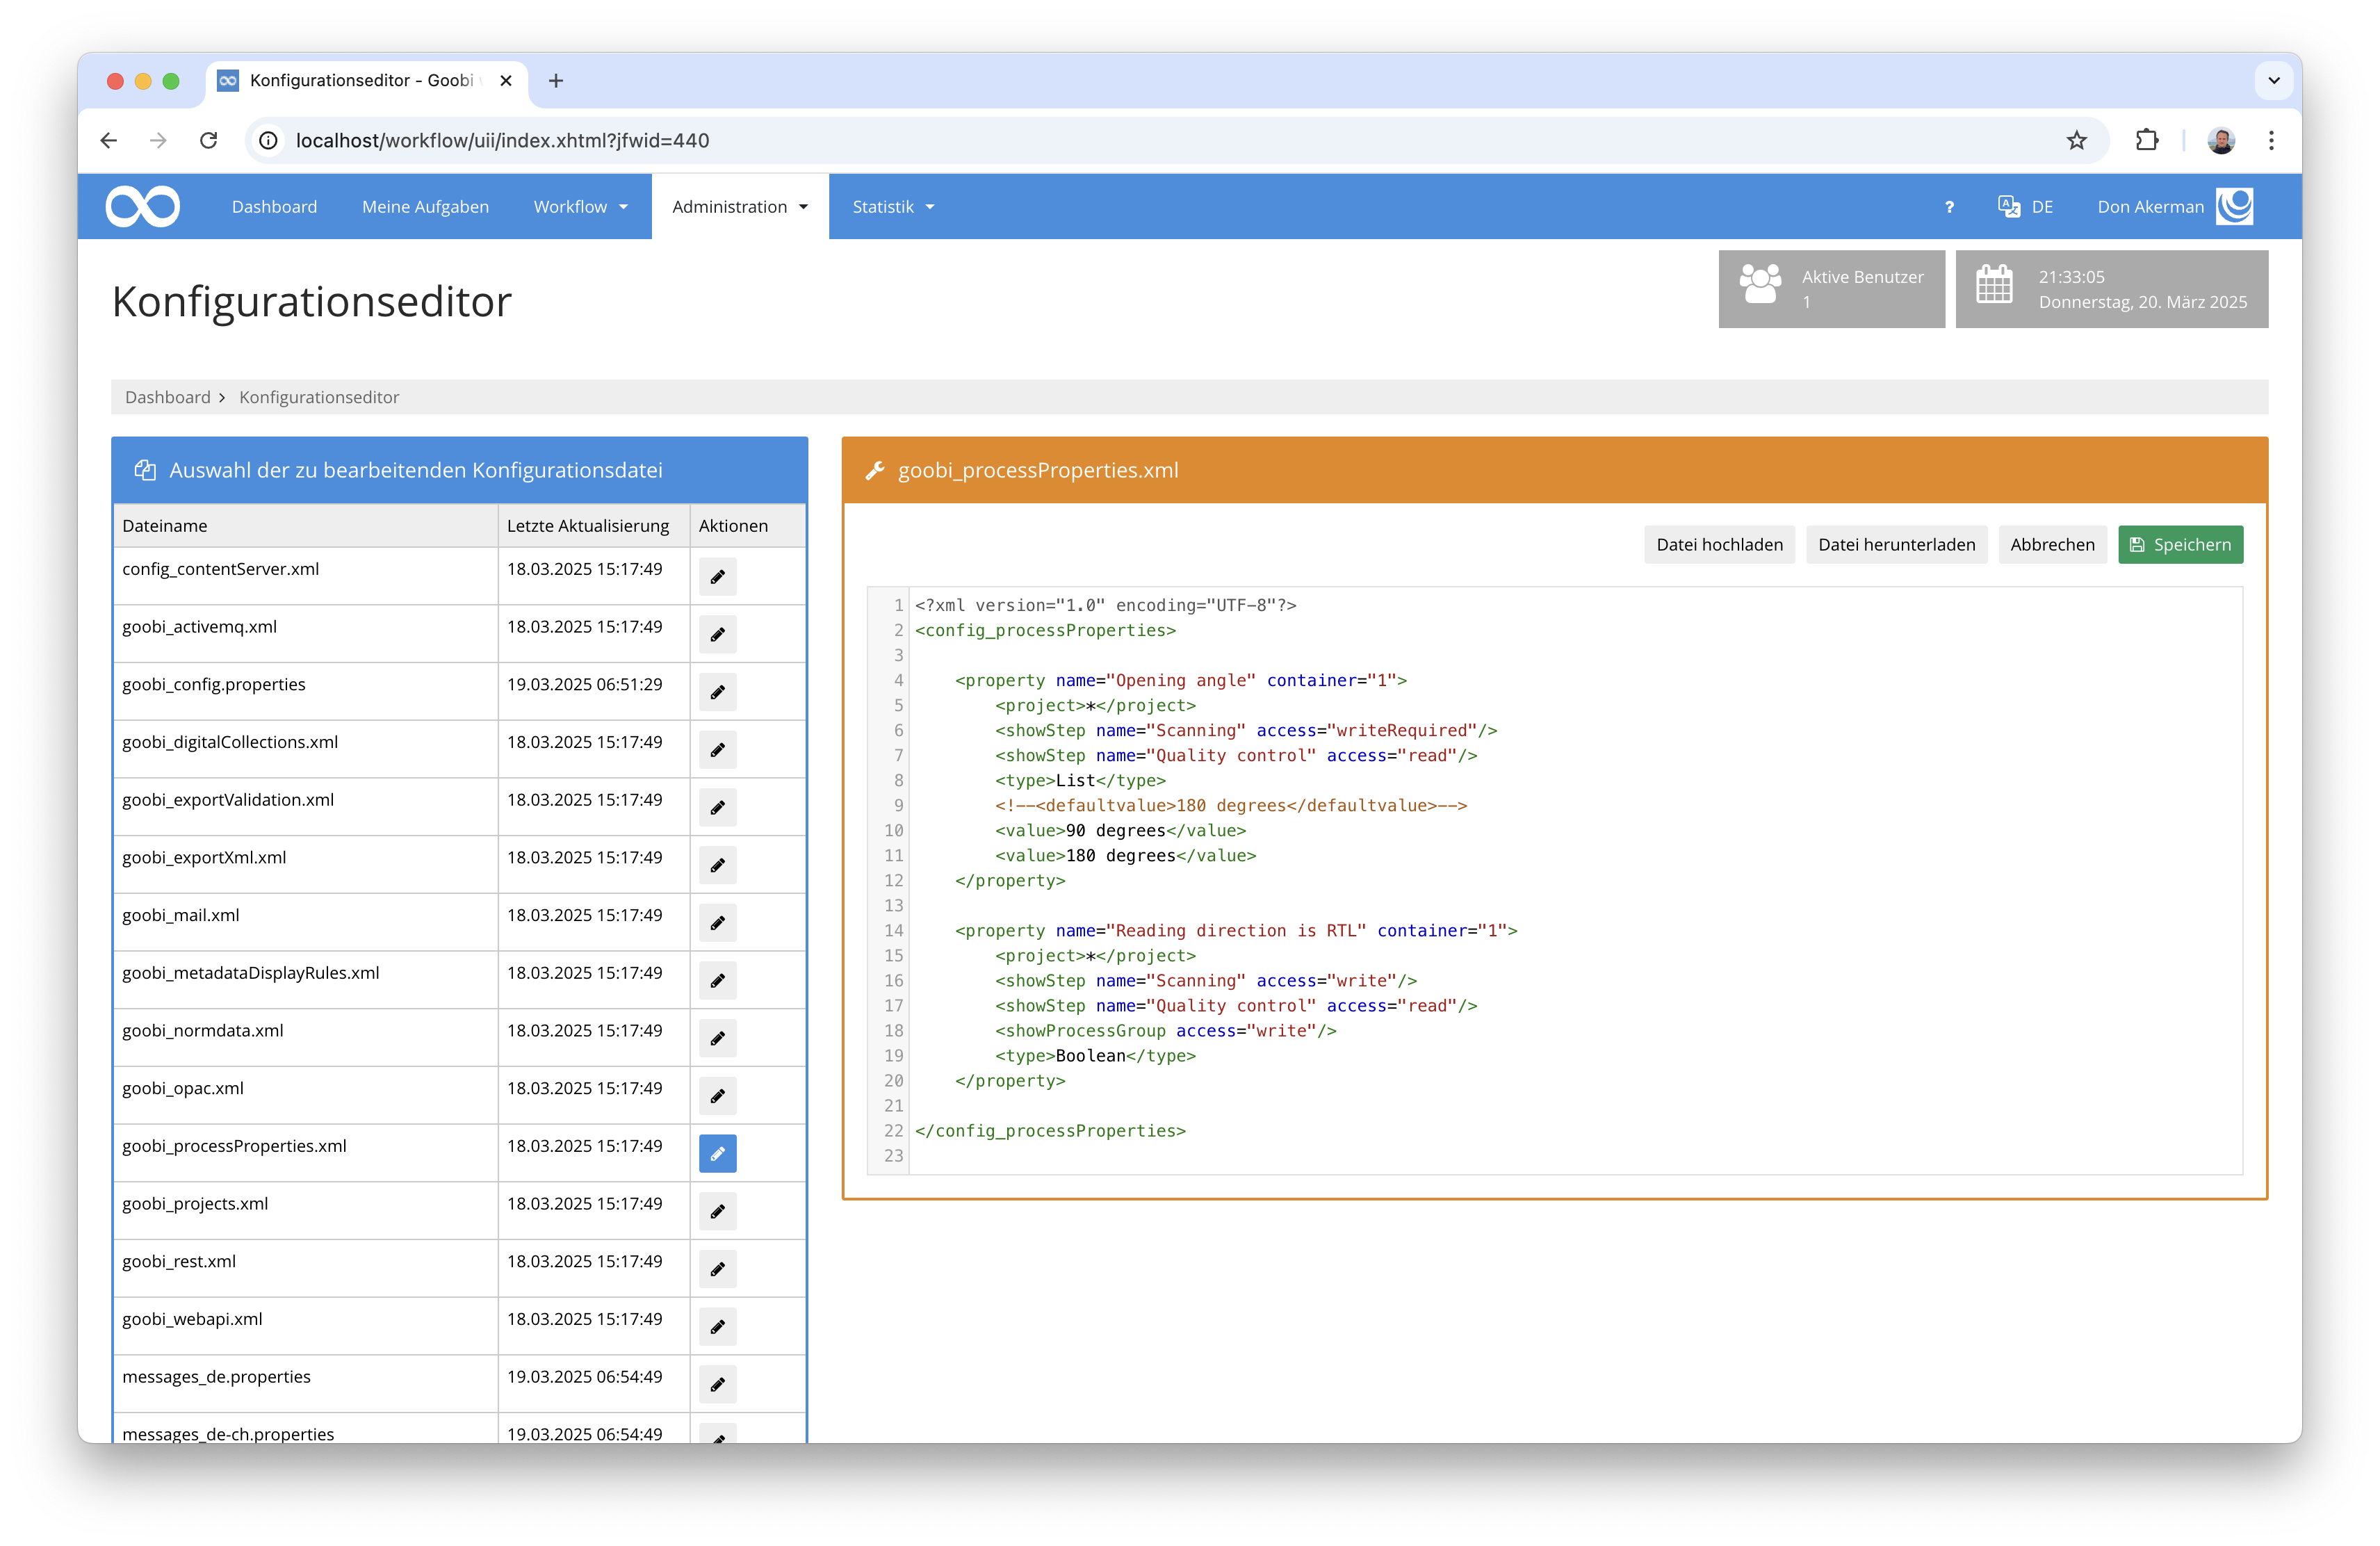 Konfigurationseditor - Goobi
localhost/workflow/uii/index.xhtml?jfwid=440
Dashboard Meine Aufgaben Workflow Administration Statistik ? DE Don Akerman
Konfigurationseditor
Aktive Benutzer
1
21:33:05
Donnerstag, 20. März 2025
Dashboard > Konfigurationseditor
Auswahl der zu bearbeitenden Konfigurationsdatei
Dateiname Letzte Aktualisierung Aktionen
config_contentServer.xml 18.03.2025 15:17:49
goobi_activemq.xml 18.03.2025 15:17:49
goobi_config.properties 19.03.2025 06:51:29
goobi_digitalCollections.xml 18.03.2025 15:17:49
goobi_exportValidation.xml 18.03.2025 15:17:49
goobi_exportXml.xml 18.03.2025 15:17:49
goobi_mail.xml 18.03.2025 15:17:49
goobi_metadataDisplayRules.xml 18.03.2025 15:17:49
goobi_normdata.xml 18.03.2025 15:17:49
goobi_opac.xml 18.03.2025 15:17:49
goobi_processProperties.xml 18.03.2025 15:17:49
goobi_projects.xml 18.03.2025 15:17:49
goobi_rest.xml 18.03.2025 15:17:49
goobi_webapi.xml 18.03.2025 15:17:49
messages_de.properties 19.03.2025 06:54:49
messages_de-ch.properties 19.03.2025 06:54:49
goobi_processProperties.xml
Datei hochladen Datei herunterladen Abbrechen Speichern
1 <?xml version="1.0" encoding="UTF-8"?>
2 <config_processProperties>
3
4 <property name="Opening angle" container="1">
5 <project>*</project>
6 <showStep name="Scanning" access="writeRequired"/>
7 <showStep name="Quality control" access="read"/>
8 <type>List</type>
9 <!--<defaultvalue>180 degrees</defaultvalue>-->
10 <value>90 degrees</value>
11 <value>180 degrees</value>
12 </property>
13
14 <property name="Reading direction is RTL" container="1">
15 <project>*</project>
16 <showStep name="Scanning" access="write"/>
17 <showStep name="Quality control" access="read"/>
18 <showProcessGroup access="write"/>
19 <type>Boolean</type>
20 </property>
21
22 </config_processProperties>
23